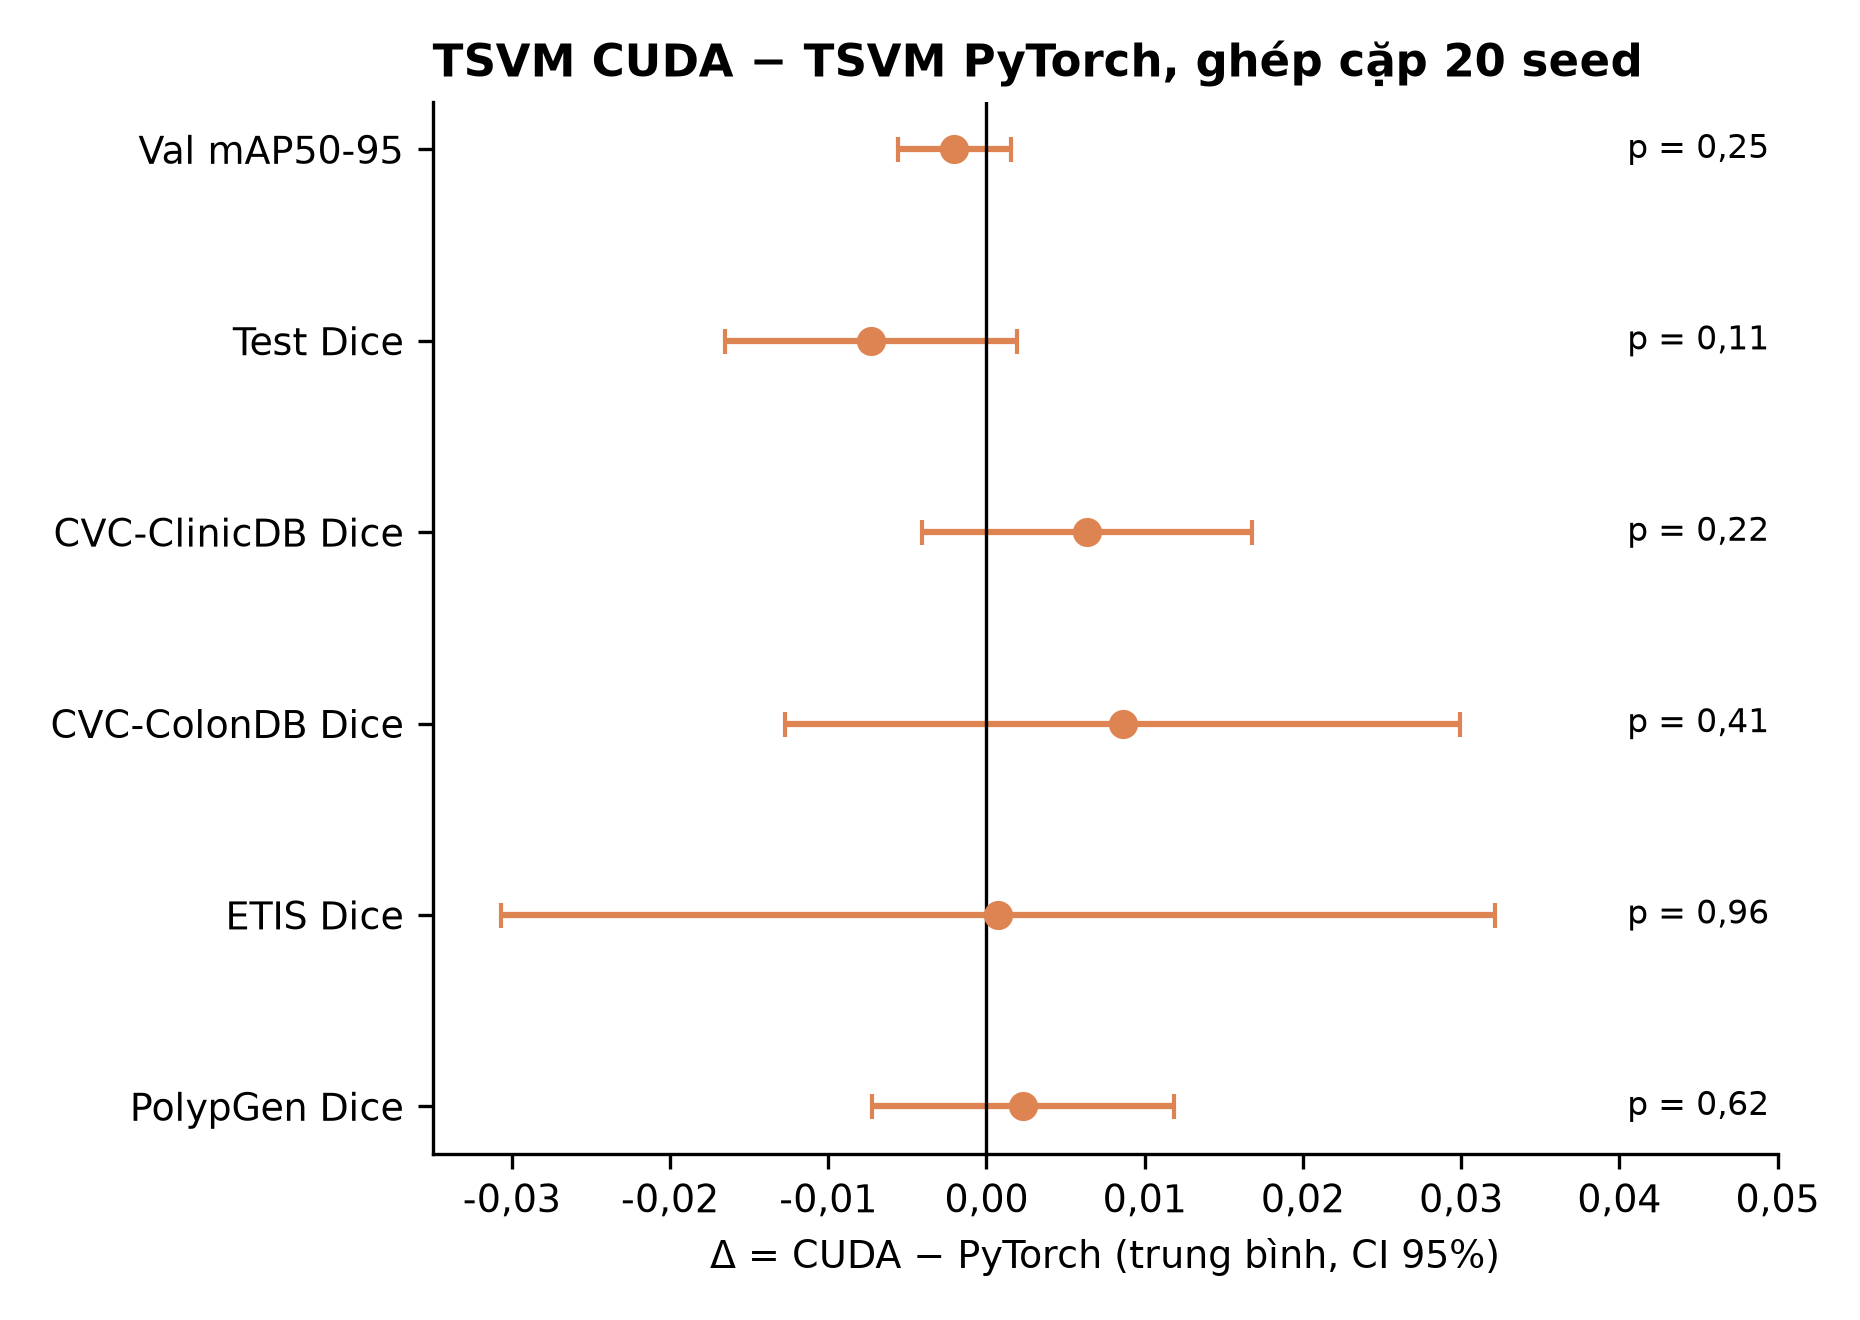 TSVM CUDA − TSVM PyTorch, ghép cặp 20 seed
Val mAP50-95
p = 0,25
Test Dice
p = 0,11
CVC-ClinicDB Dice
p = 0,22
CVC-ColonDB Dice
p = 0,41
ETIS Dice
p = 0,96
PolypGen Dice
p = 0,62
-0,03 -0,02 -0,01 0,00 0,01 0,02 0,03 0,04 0,05
Δ = CUDA − PyTorch (trung bình, CI 95%)